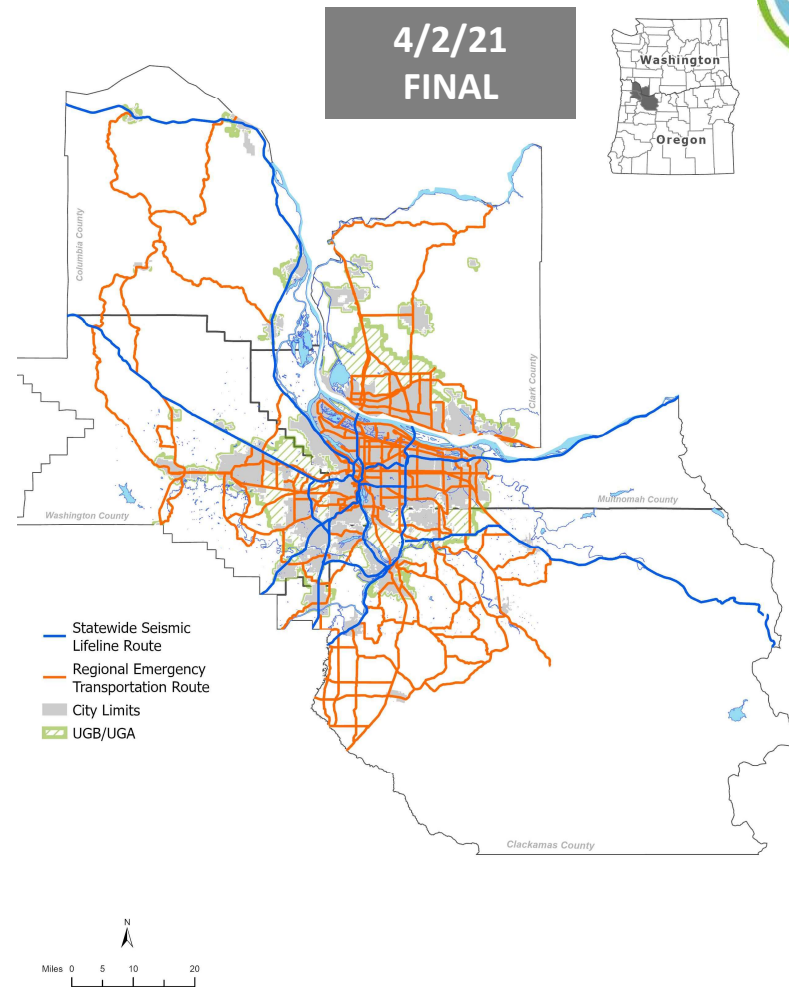 4/2/21
FINAL
Washington
Oregon
Columbia County
Clark County
Multnomah County
Washington County
Statewide Seismic
Lifeline Route
Regional Emergency
Transportation Route
City Limits
UGB/UGA
Clackamas County
N
Miles 0 5 10 20